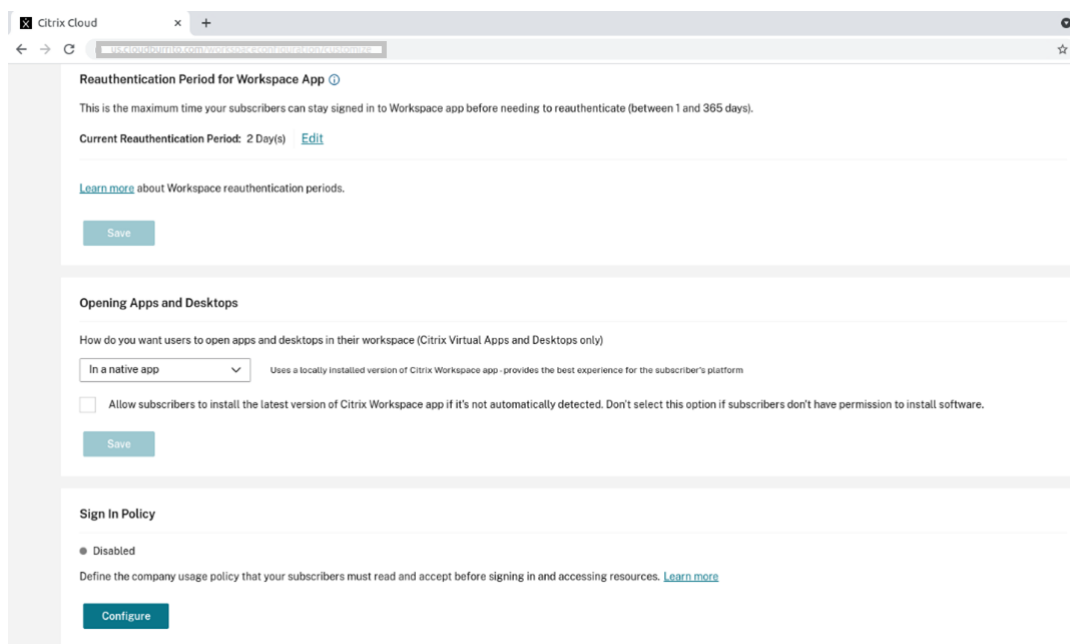 Citrix Cloud
Reauthentication Period for Workspace App
This is the maximum time your subscribers can stay signed in to Workspace app before needing to reauthenticate (between 1 and 365 days).
Current Reauthentication Period: 2 Day(s) Edit
Learn more about Workspace reauthentication periods.
Save
Opening Apps and Desktops
How do you want users to open apps and desktops in their workspace (Citrix Virtual Apps and Desktops only)
In a native app Uses a locally installed version of Citrix Workspace app - provides the best experience for the subscriber's platform
Allow subscribers to install the latest version of Citrix Workspace app if it's not automatically detected. Don't select this option if subscribers don't have permission to install software.
Save
Sign In Policy
Disabled
Define the company usage policy that your subscribers must read and accept before signing in and accessing resources. Learn more
Configure